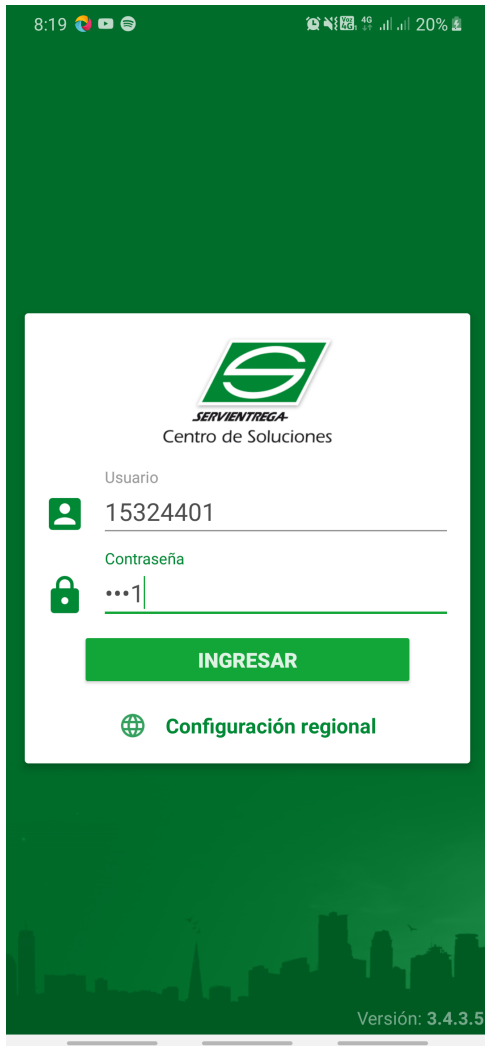 8:19 20%
SERVIENTREGA
Centro de Soluciones
Usuario
15324401
Contraseña
•••1
INGRESAR
Configuración regional
Versión: 3.4.3.5